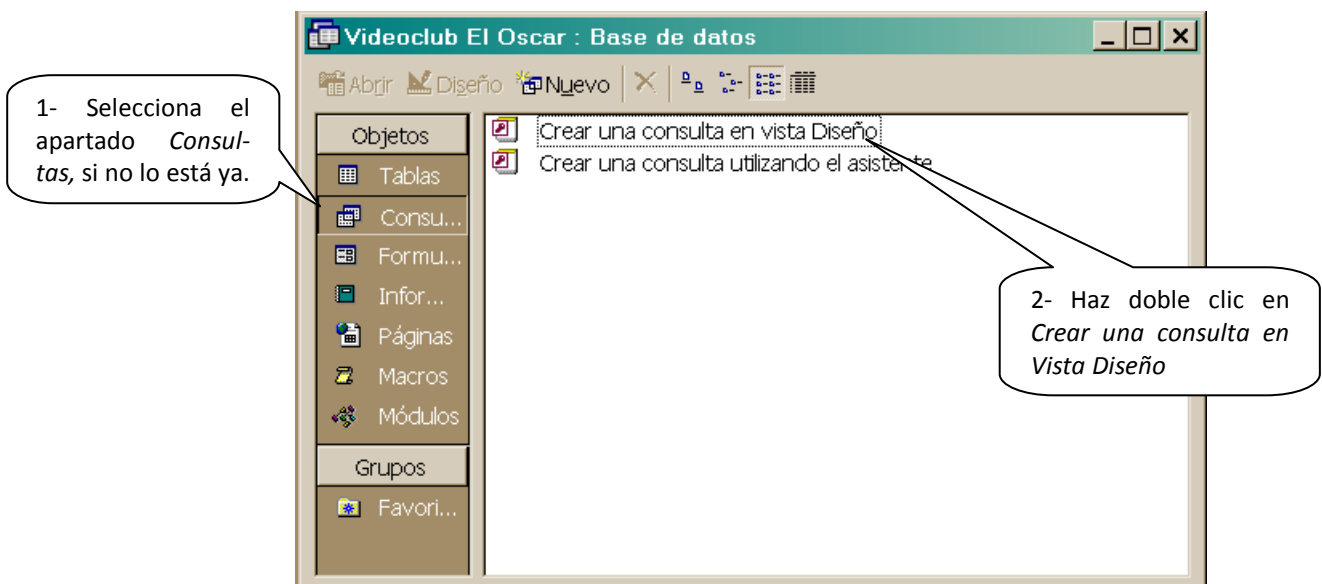 Videoclub El Oscar : Base de datos
Abrir Diseño Nuevo
1- Selecciona el
apartado Consul-
tas, si no lo está ya.
Objetos
Tablas
Consu...
Formu...
Infor...
Páginas
Macros
Módulos
Grupos
Favori...
Crear una consulta en vista Diseño
Crear una consulta utilizando el asistente
2- Haz doble clic en
Crear una consulta en
Vista Diseño